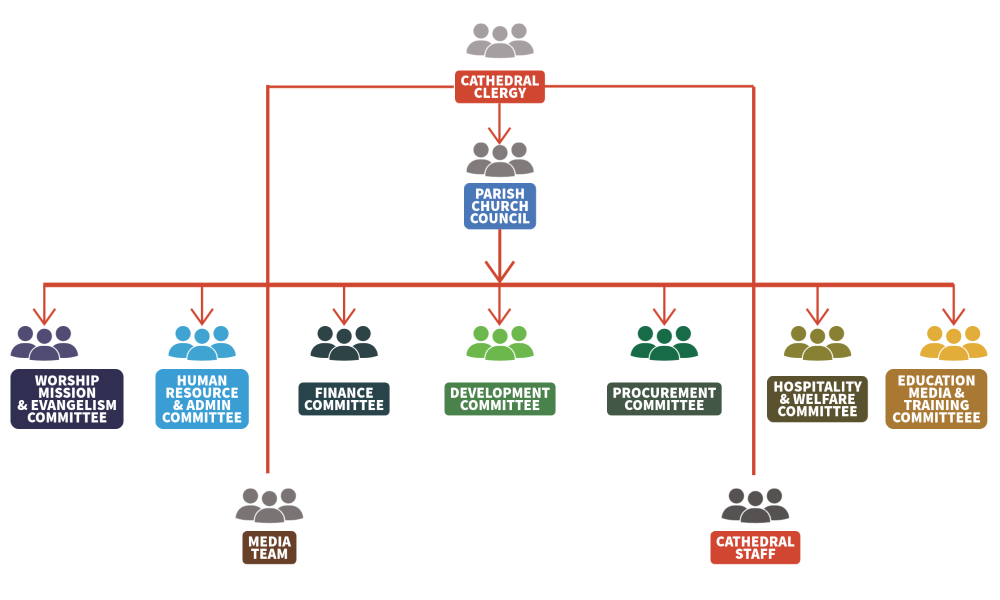 CATHEDRAL
CLERGY
PARISH
CHURCH
COUNCIL
WORSHIP
MISSION
& EVANGELISM
COMMITTEE
HUMAN
RESOURCE
& ADMIN
COMMITTEE
FINANCE
COMMITTEE
DEVELOPMENT
COMMITTEE
PROCUREMENT
COMMITTEE
HOSPITALITY
& WELFARE
COMMITTEE
EDUCATION
MEDIA &
TRAINING
COMMITTEEE
MEDIA
TEAM
CATHEDRAL
STAFF